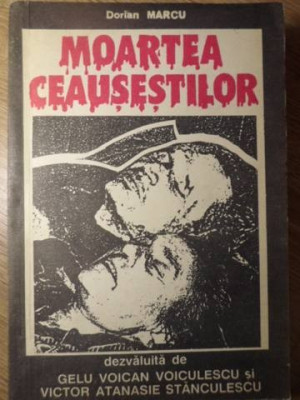 Dorian MARCU
MOARTEA
CEAUȘEȘTILOR
dezvăluită de
GELU VOICAN VOICULESCU și
VICTOR ATANASIE STĂNCULESCU